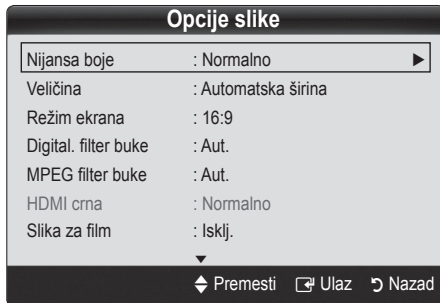 Opcije slike
Nijansa boje : Normalno
Veličina : Automatska širina
Režim ekrana : 16:9
Digital. filter buke : Aut.
MPEG filter buke : Aut.
HDMI crna : Normalno
Slika za film : Isklj.
Premesti Ulaz Nazad